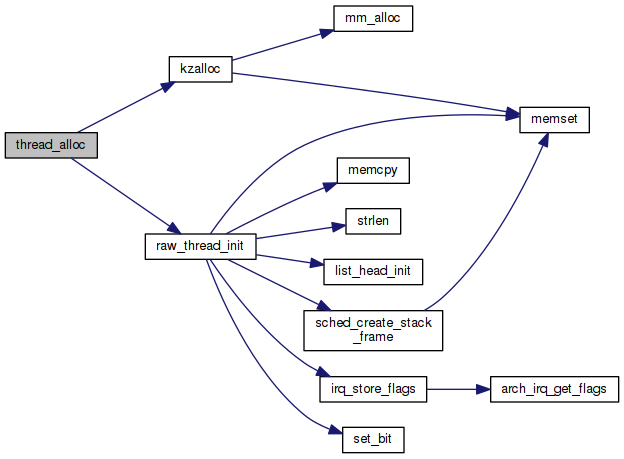 mm_alloc
kzalloc
memset
thread_alloc
memcpy
strlen
raw_thread_init
list_head_init
sched_create_stack
_frame
irq_store_flags
arch_irq_get_flags
set_bit